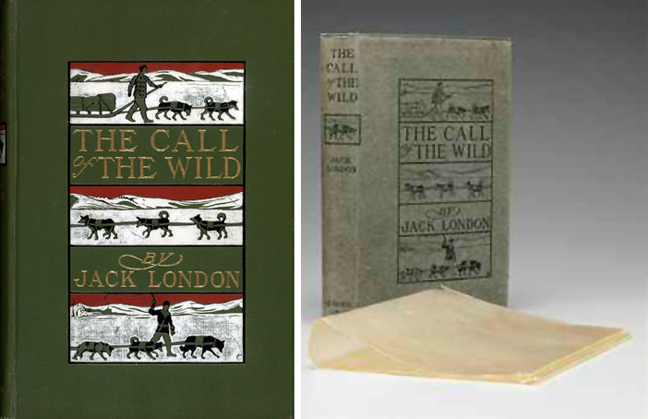 THE CALL
of THE WILD
BY
JACK LONDON
THE
CALL
of THE
WILD
JACK
LONDON
THE CALL
of THE WILD
BY
JACK LONDON